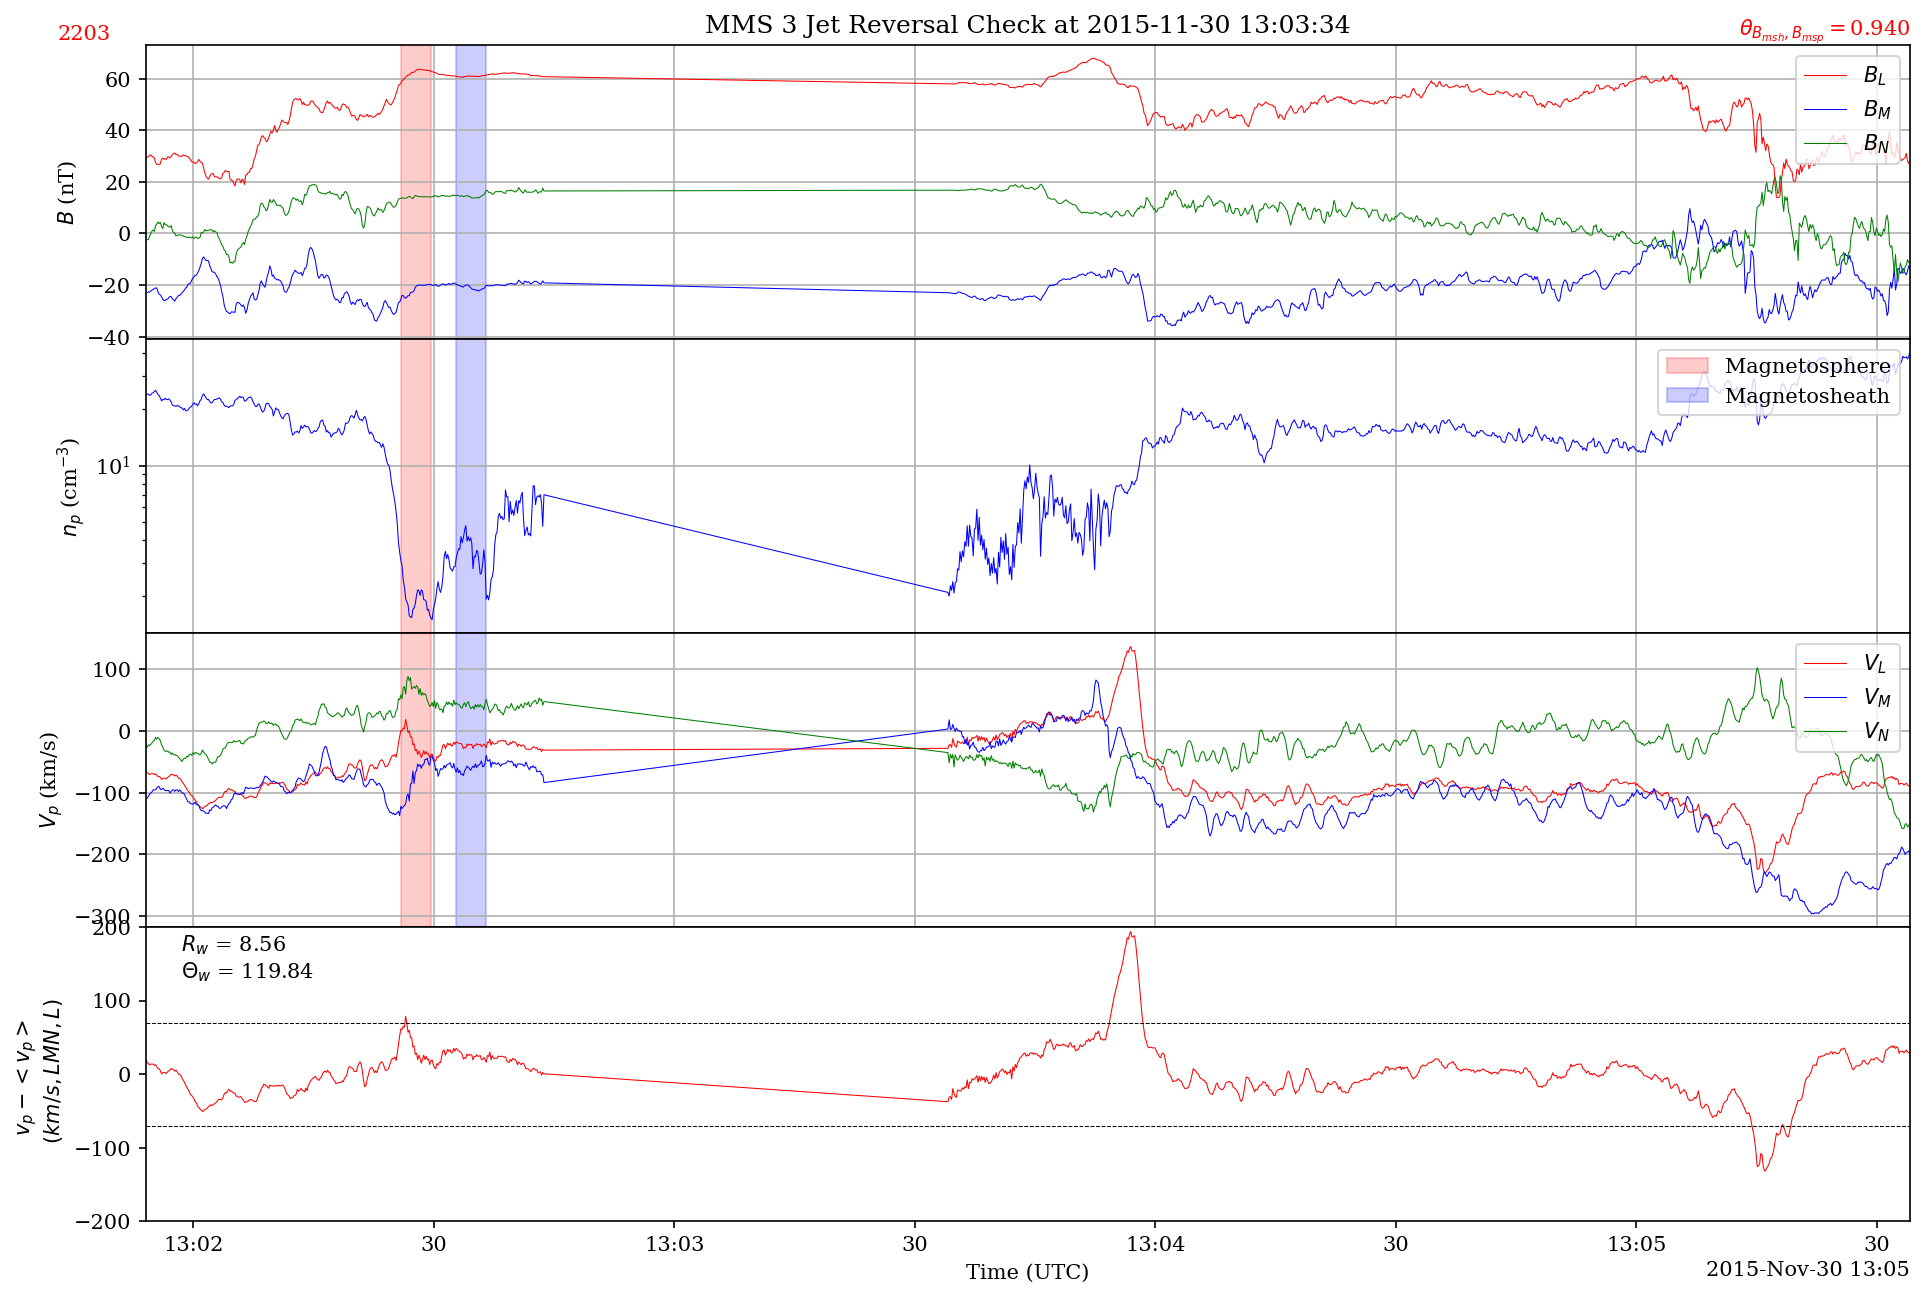 MMS 3 Jet Reversal Check at 2015-11-30 13:03:34
2203
θ_{B_{msh}, B_{msp}} = 0.940
B (nT)
60
40
20
0
−20
−40
B_L
B_M
B_N
n_p (cm⁻³)
10¹
Magnetosphere
Magnetosheath
V_p (km/s)
100
0
−100
−200
−300
V_L
V_M
V_N
v_p − < v_p >
(km/s, LMN, L)
200
100
0
−100
−200
R_w = 8.56
Θ_w = 119.84
13:02 30 13:03 30 13:04 30 13:05 30
Time (UTC)
2015-Nov-30 13:05